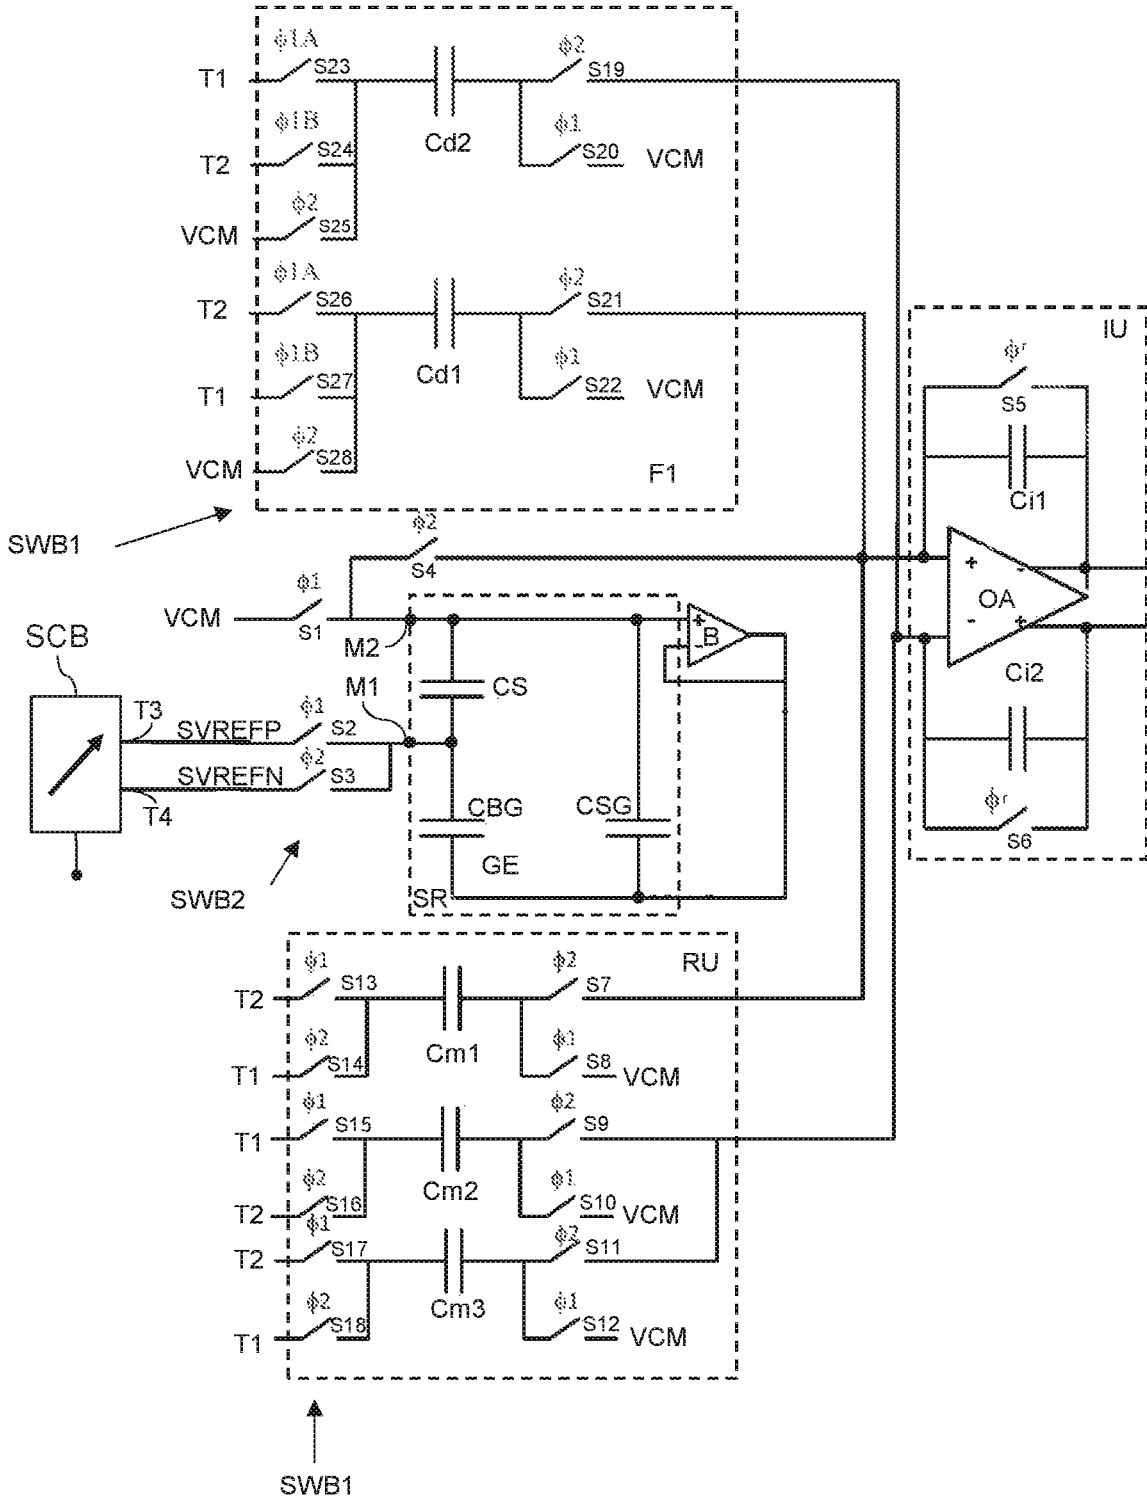 ϕ1A
ϕ2
T1
S23
S19
ϕ1B
Cd2
ϕ1
T2
S24
S20
VCM
ϕ2
VCM
S25
ϕ1A
ϕ2
T2
S26
S21
IU
ϕ1B
Cd1
ϕ1
ϕr
T1
S27
S22
VCM
S5
ϕ2
VCM
S28
F1
Ci1
SWB1
ϕ2
S4
+
-
OA
-
+
ϕ1
VCM
S1
M2
+
B
-
SCB
M1
CS
Ci2
T3
SVREFP
ϕ1
S2
SVREFN
ϕ2
S3
T4
CBG
CSG
ϕr
S6
GE
SWB2
SR
RU
ϕ1
ϕ2
T2
S13
S7
ϕ2
Cm1
ϕ1
T1
S14
S8
VCM
ϕ1
ϕ2
T1
S15
S9
ϕ2
Cm2
ϕ1
T2
S16
S10
VCM
ϕ1
ϕ2
T2
S17
S11
ϕ2
Cm3
ϕ1
T1
S18
S12
VCM
SWB1